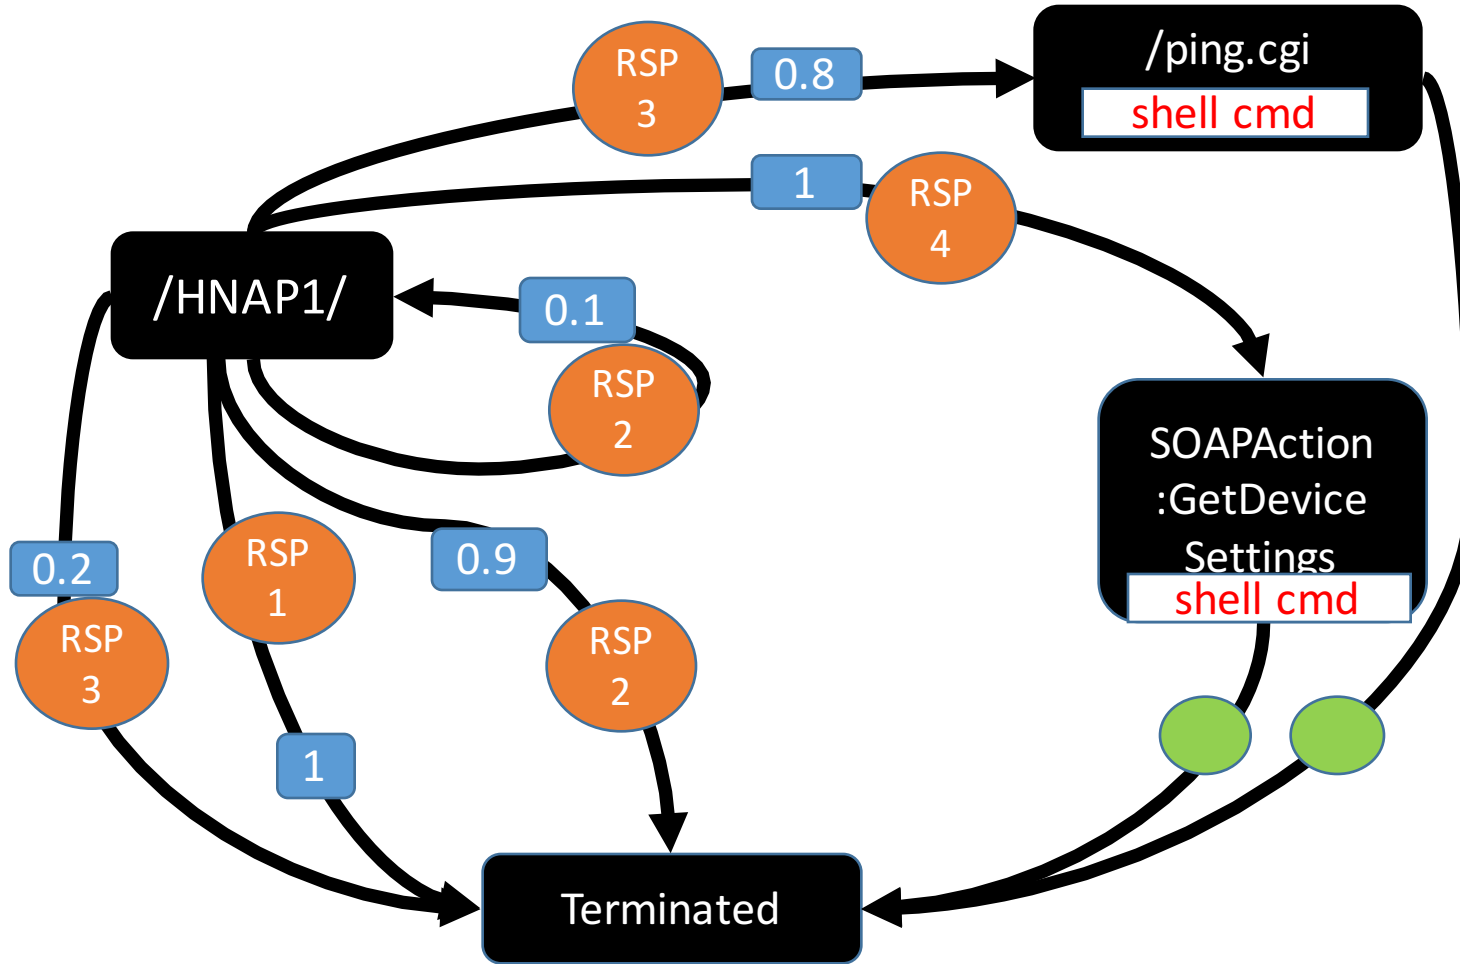 /ping.cgi
shell cmd
RSP
3
0.8
1
RSP
4
/HNAP1/
0.1
RSP
2
SOAPAction
:GetDevice
Settings
shell cmd
0.2
RSP
3
RSP
1
0.9
RSP
2
1
Terminated